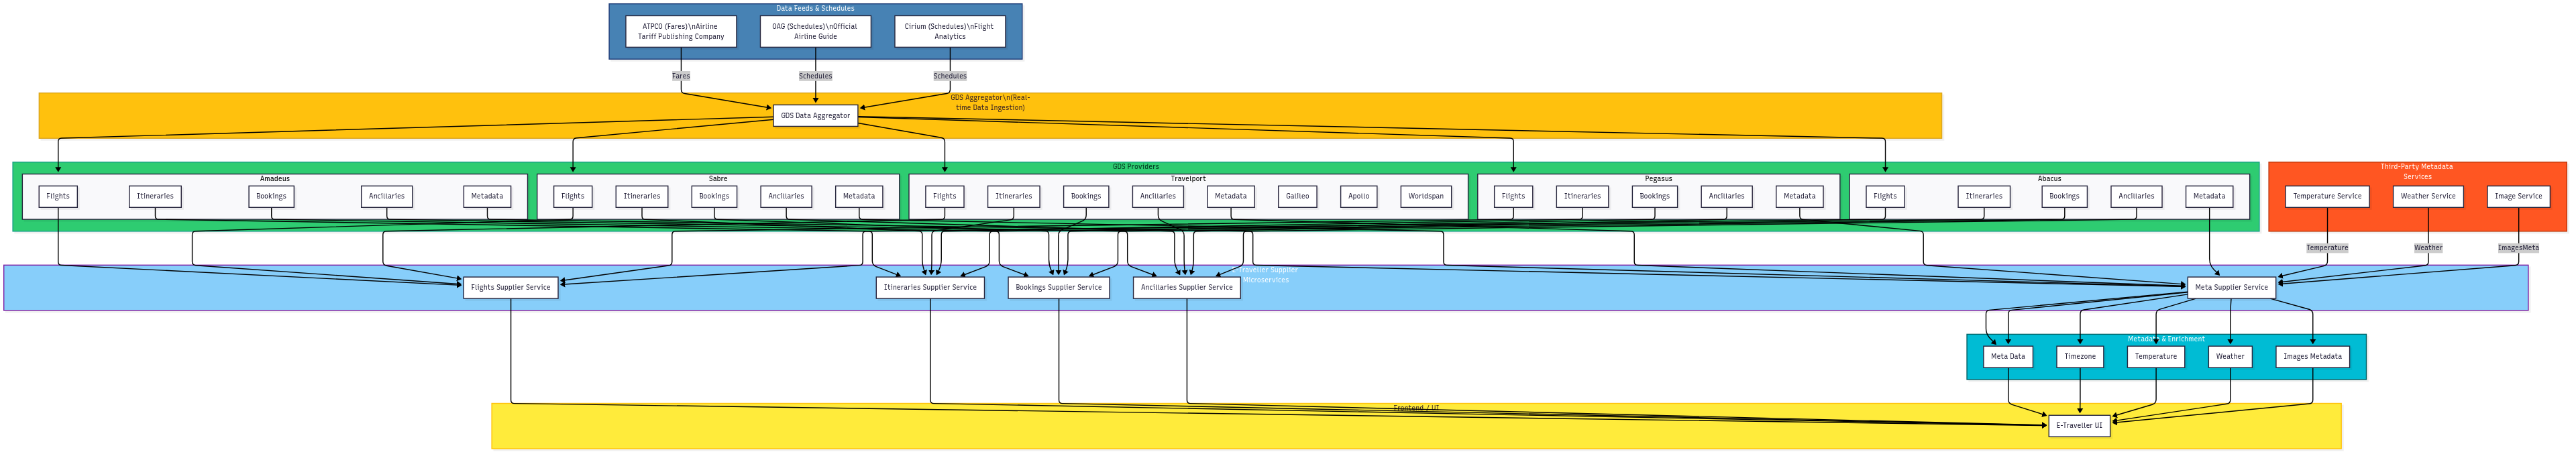 Data Feeds & Schedules
ATPCO (Fares)\nAirline
Tariff Publishing Company
OAG (Schedules)\nOfficial
Airline Guide
Cirium (Schedules)\nFlight
Analytics
Fares
Schedules
Schedules
GDS Aggregator\n(Real-
time Data Ingestion)
GDS Data Aggregator
GDS Providers
Third-Party Metadata
Services
Amadeus
Sabre
Travelport
Pegasus
Abacus
Flights
Itineraries
Bookings
Ancillaries
Metadata
Flights
Itineraries
Bookings
Ancillaries
Metadata
Flights
Itineraries
Bookings
Ancillaries
Metadata
Galileo
Apollo
Worldspan
Flights
Itineraries
Bookings
Ancillaries
Metadata
Flights
Itineraries
Bookings
Ancillaries
Metadata
Temperature Service
Weather Service
Image Service
Temperature
Weather
ImagesMeta
E-Traveller Supplier
Microservices
Flights Supplier Service
Itineraries Supplier Service
Bookings Supplier Service
Ancillaries Supplier Service
Meta Supplier Service
Metadata & Enrichment
Meta Data
Timezone
Temperature
Weather
Images Metadata
Frontend / UI
E-Traveller UI